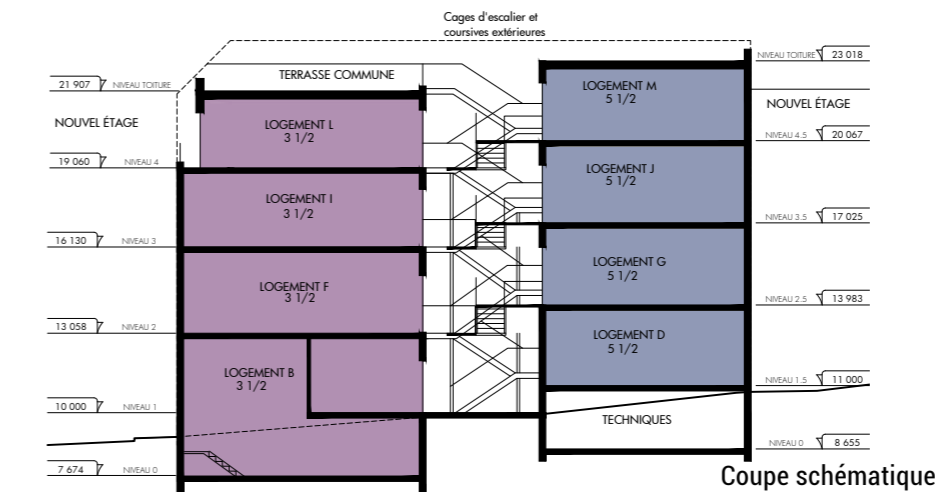 Cages d'escalier et
coursives extérieures
TERRASSE COMMUNE
21 907 NIVEAU TOITURE
NOUVEL ÉTAGE
19 060 NIVEAU 4
16 130 NIVEAU 3
13 058 NIVEAU 2
10 000 NIVEAU 1
7 674 NIVEAU 0
LOGEMENT L
3 1/2
LOGEMENT I
3 1/2
LOGEMENT F
3 1/2
LOGEMENT B
3 1/2
LOGEMENT M
5 1/2
LOGEMENT J
5 1/2
LOGEMENT G
5 1/2
LOGEMENT D
5 1/2
TECHNIQUES
NIVEAU TOITURE 23 018
NOUVEL ÉTAGE
NIVEAU 4.5 20 067
NIVEAU 3.5 17 025
NIVEAU 2.5 13 983
NIVEAU 1.5 11 000
NIVEAU 0 8 655
Coupe schématique